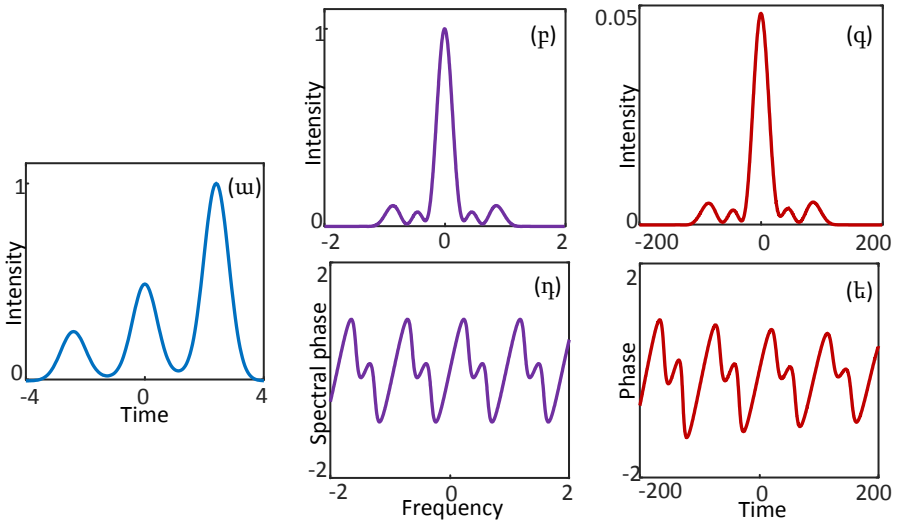 (ա)
1
Intensity
0
-4
0
4
Time
(բ)
1
Intensity
0
-2
0
2
(գ)
0.05
Intensity
0
-200
0
200
(դ)
2
Spectral phase
-2
-2
0
2
Frequency
(ե)
2
Phase
-2
-200
0
200
Time